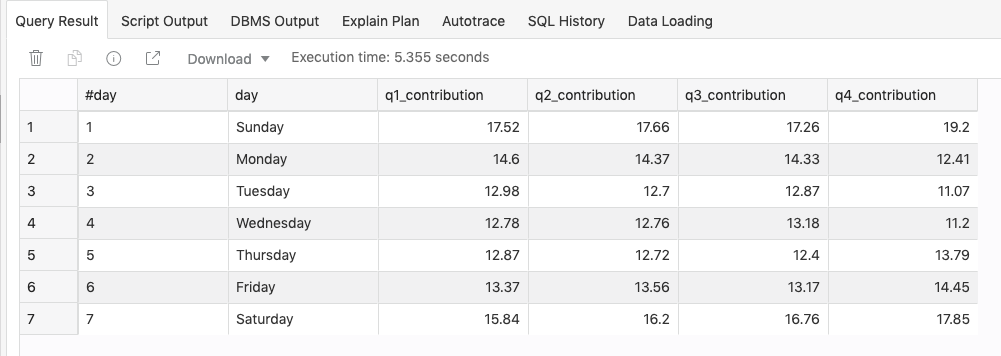 Query Result Script Output DBMS Output Explain Plan Autotrace SQL History Data Loading
Download Execution time: 5.355 seconds
#day day q1_contribution q2_contribution q3_contribution q4_contribution
1 1 Sunday 17.52 17.66 17.26 19.2
2 2 Monday 14.6 14.37 14.33 12.41
3 3 Tuesday 12.98 12.7 12.87 11.07
4 4 Wednesday 12.78 12.76 13.18 11.2
5 5 Thursday 12.87 12.72 12.4 13.79
6 6 Friday 13.37 13.56 13.17 14.45
7 7 Saturday 15.84 16.2 16.76 17.85